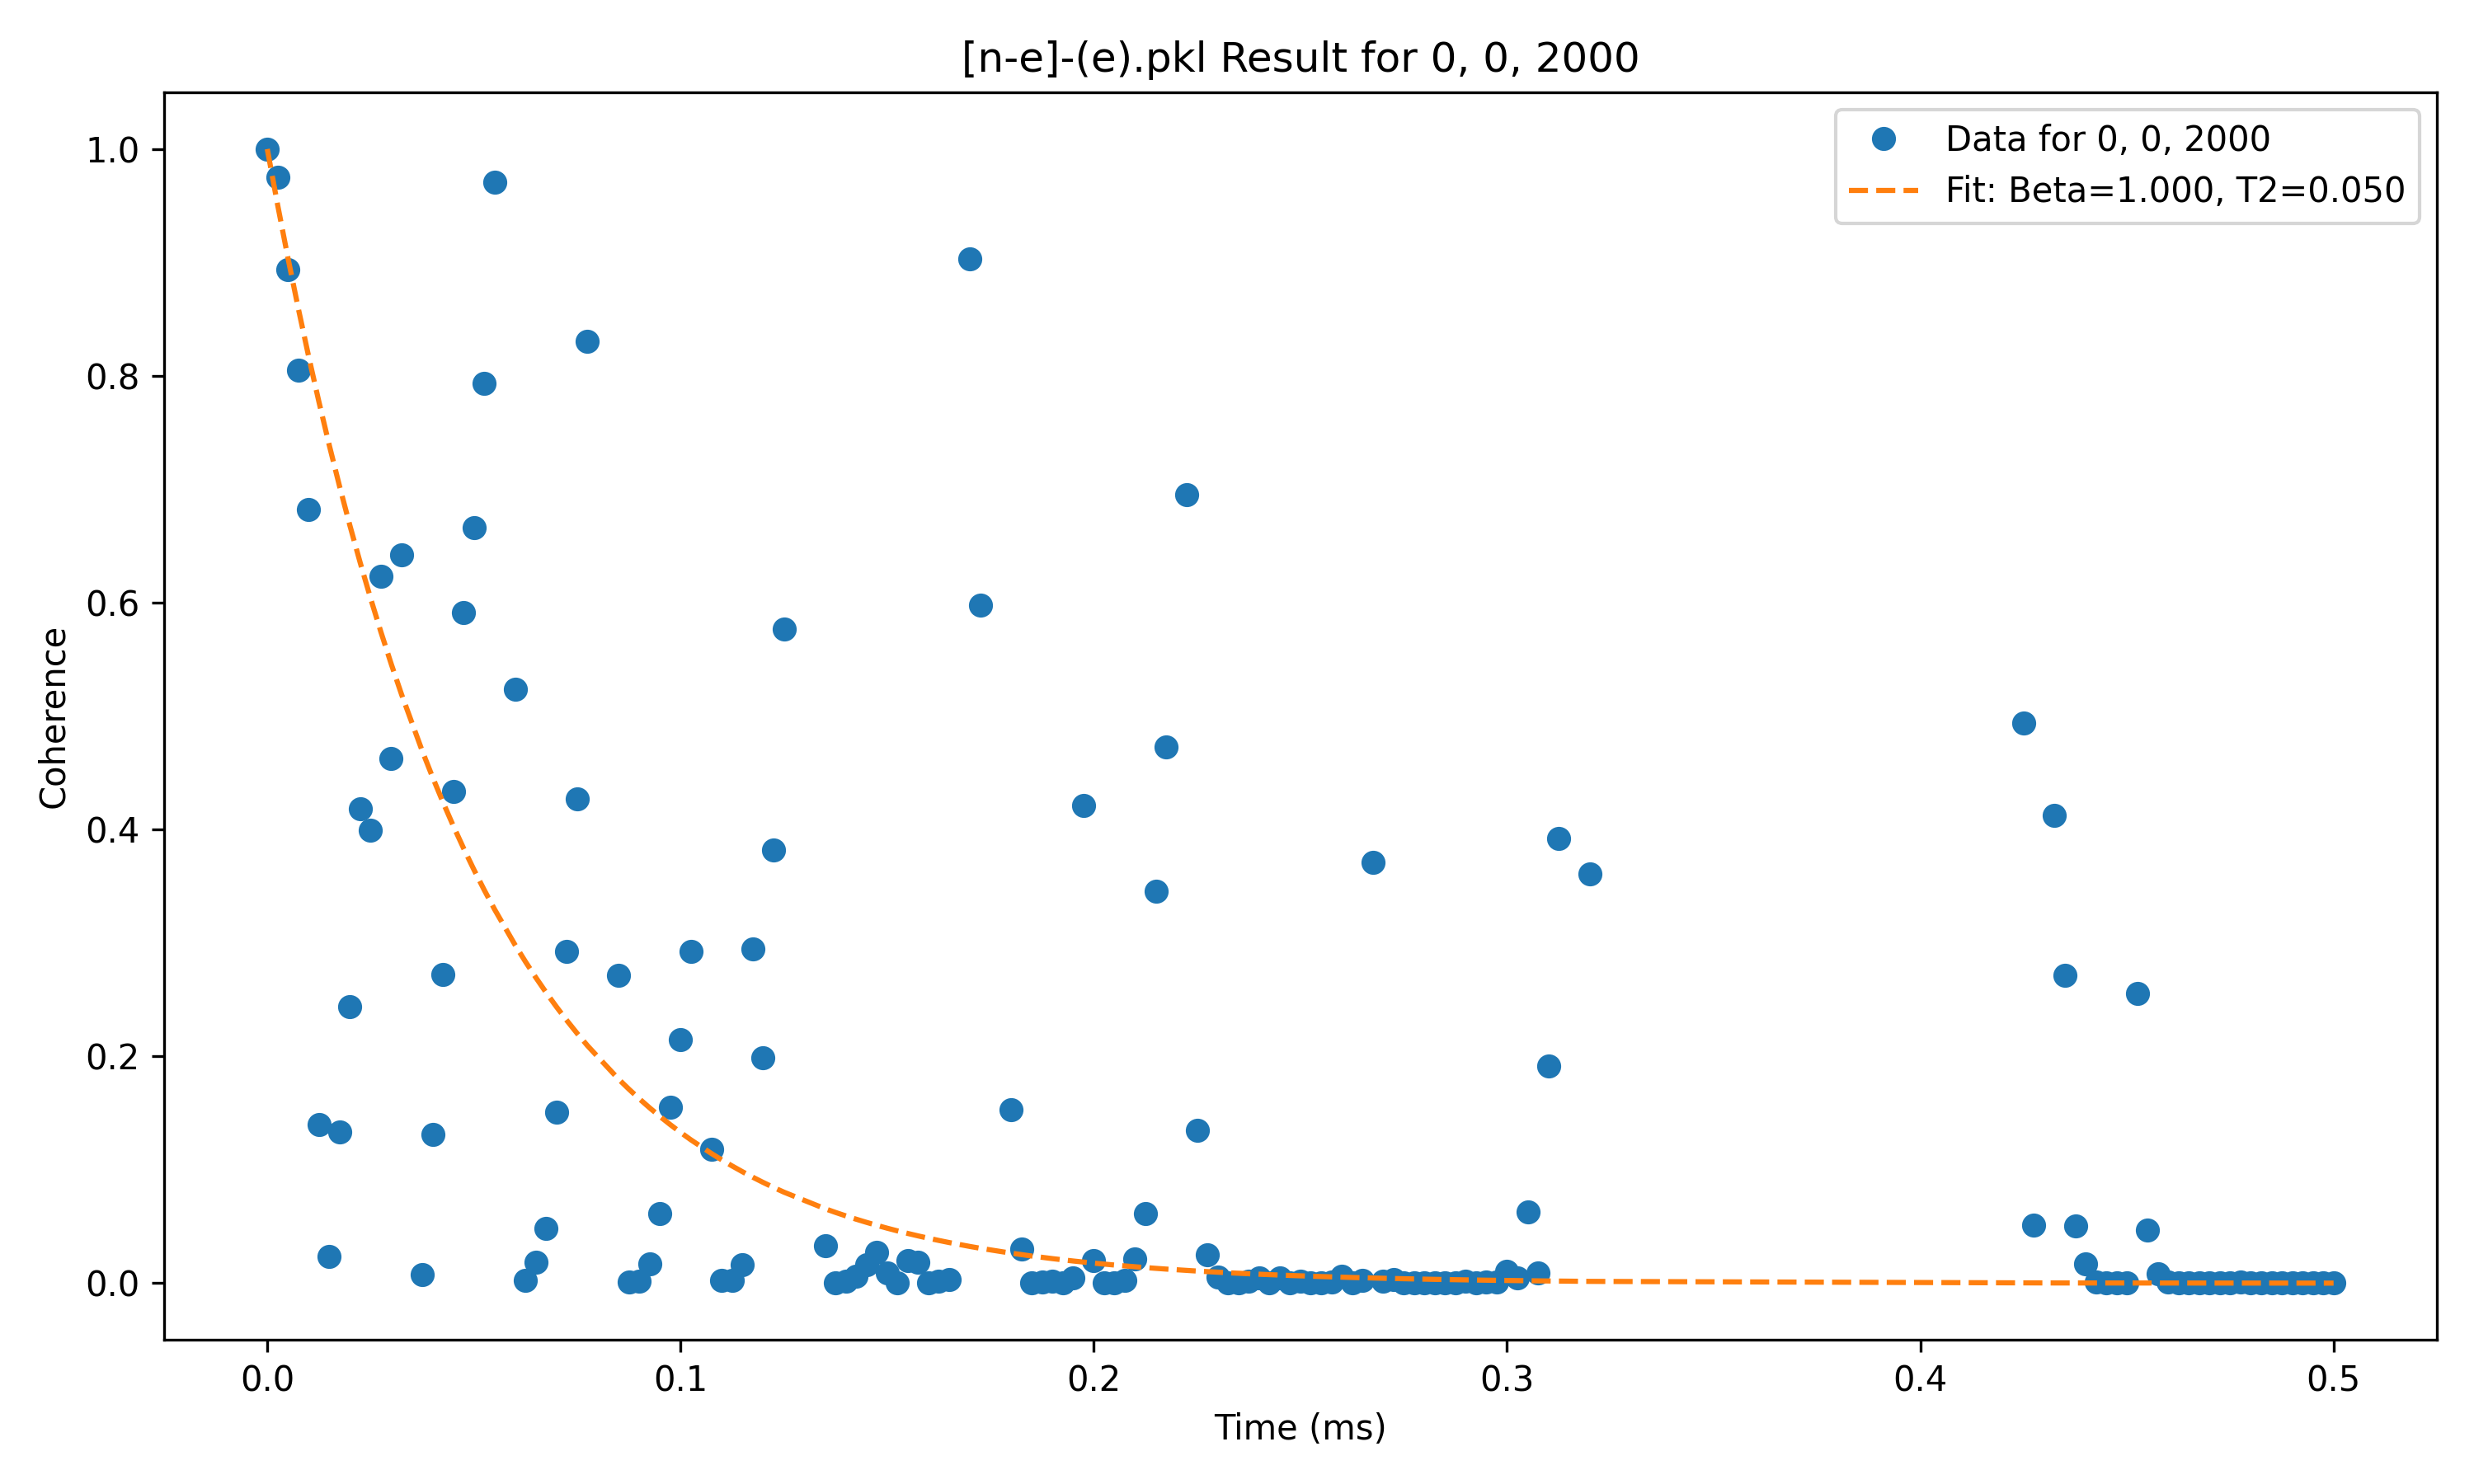 [n-e]-(e).pkl Result for 0, 0, 2000
Data for 0, 0, 2000
Fit: Beta=1.000, T2=0.050
Coherence
1.0
0.8
0.6
0.4
0.2
0.0
0.0 0.1 0.2 0.3 0.4 0.5
Time (ms)